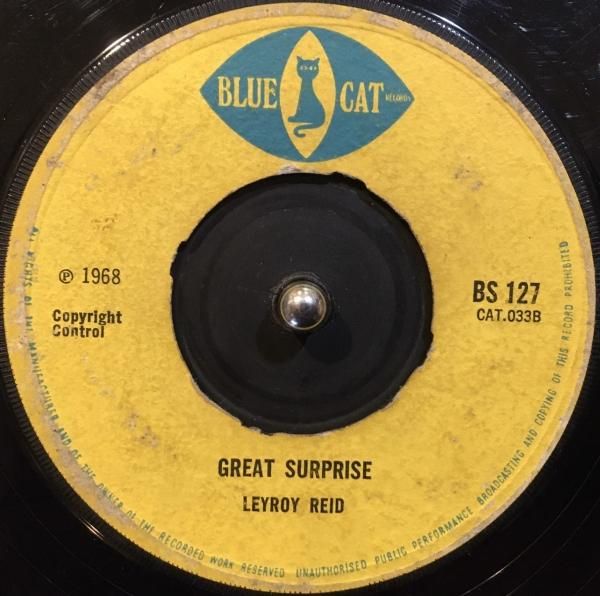 BLUE CAT RECORDS
℗ 1968
Copyright
Control
BS 127
CAT.033B
GREAT SURPRISE
LEYROY REID
ALL RIGHTS OF THE MANUFACTURER AND OF THE OWNER OF THE RECORDED WORK RESERVED UNAUTHORISED PUBLIC PERFORMANCE BROADCASTING AND COPYING OF THIS RECORD PROHIBITED